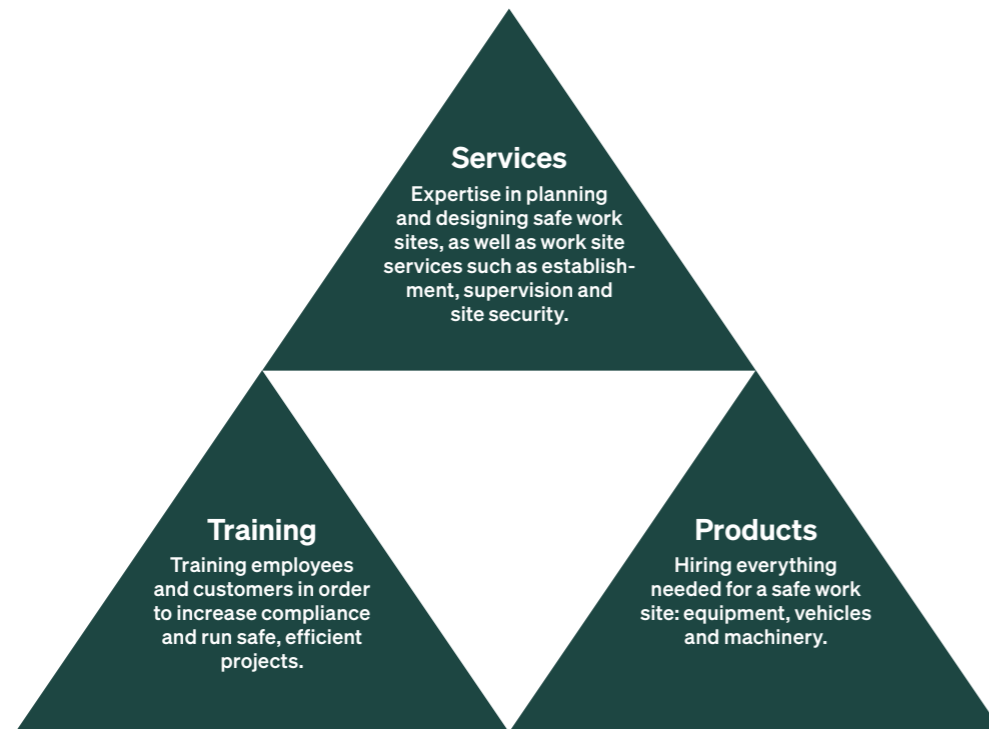 Services
Expertise in planning
and designing safe work
sites, as well as work site
services such as establish-
ment, supervision and
site security.
Training
Training employees
and customers in order
to increase compliance
and run safe, efficient
projects.
Products
Hiring everything
needed for a safe work
site: equipment, vehicles
and machinery.